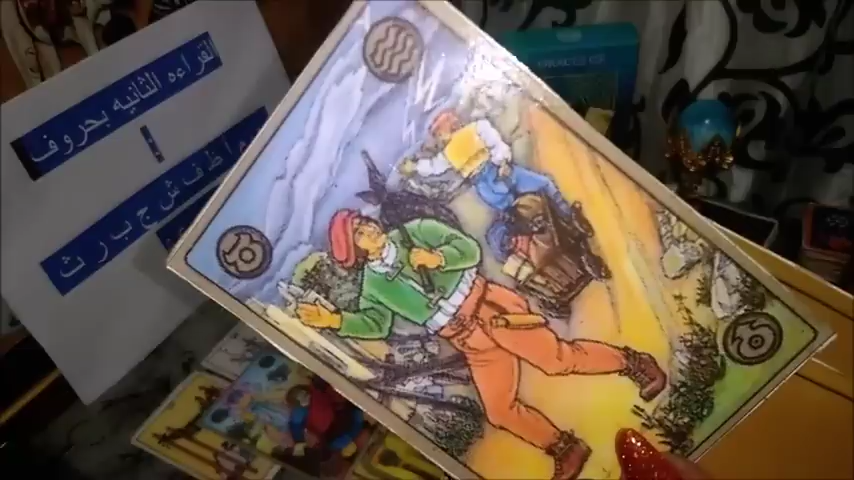 القراءه الثانيه بحروف
ا
م ا ظ ف ش ج ب ر ث